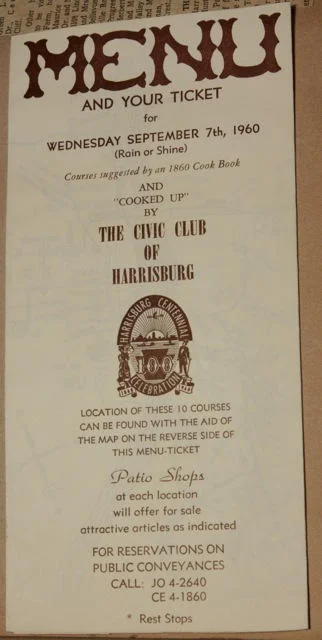 MENU
AND YOUR TICKET
for
WEDNESDAY SEPTEMBER 7th, 1960
(Rain or Shine)
Courses suggested by an 1860 Cook Book
AND
"COOKED UP"
BY
THE CIVIC CLUB
OF
HARRISBURG
HARRISBURG CENTENNIAL
100
CELEBRATION
1860
1960
LOCATION OF THESE 10 COURSES
CAN BE FOUND WITH THE AID OF
THE MAP ON THE REVERSE SIDE OF
THIS MENU-TICKET
Patio Shops
at each location
will offer for sale
attractive articles as indicated
FOR RESERVATIONS ON
PUBLIC CONVEYANCES
CALL: JO 4-2640
CE 4-1860
* Rest Stops